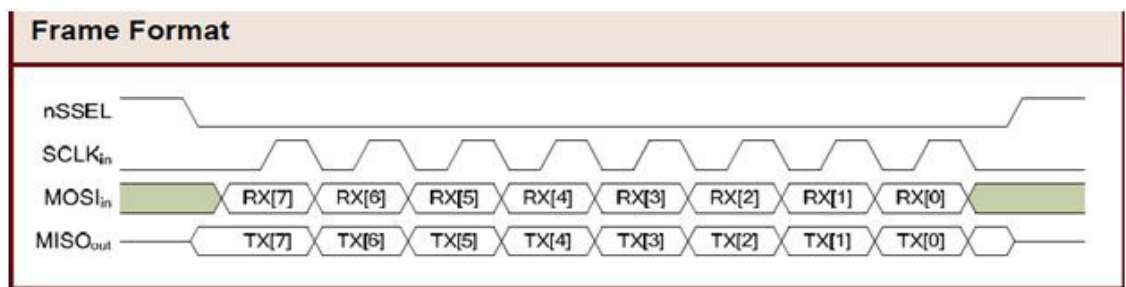 Frame Format
nSSEL
SCLKin
MOSIin RX[7] RX[6] RX[5] RX[4] RX[3] RX[2] RX[1] RX[0]
MISOout TX[7] TX[6] TX[5] TX[4] TX[3] TX[2] TX[1] TX[0]